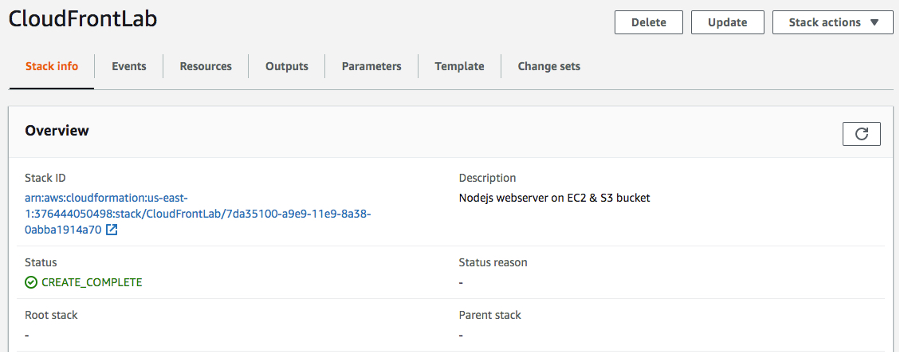 CloudFrontLab
Delete Update Stack actions
Stack info Events Resources Outputs Parameters Template Change sets
Overview
Stack ID Description
arn:aws:cloudformation:us-east- Nodejs webserver on EC2 & S3 bucket
1:376444050498:stack/CloudFrontLab/7da35100-a9e9-11e9-8a38-
0abba1914a70
Status Status reason
CREATE_COMPLETE -
Root stack Parent stack
- -